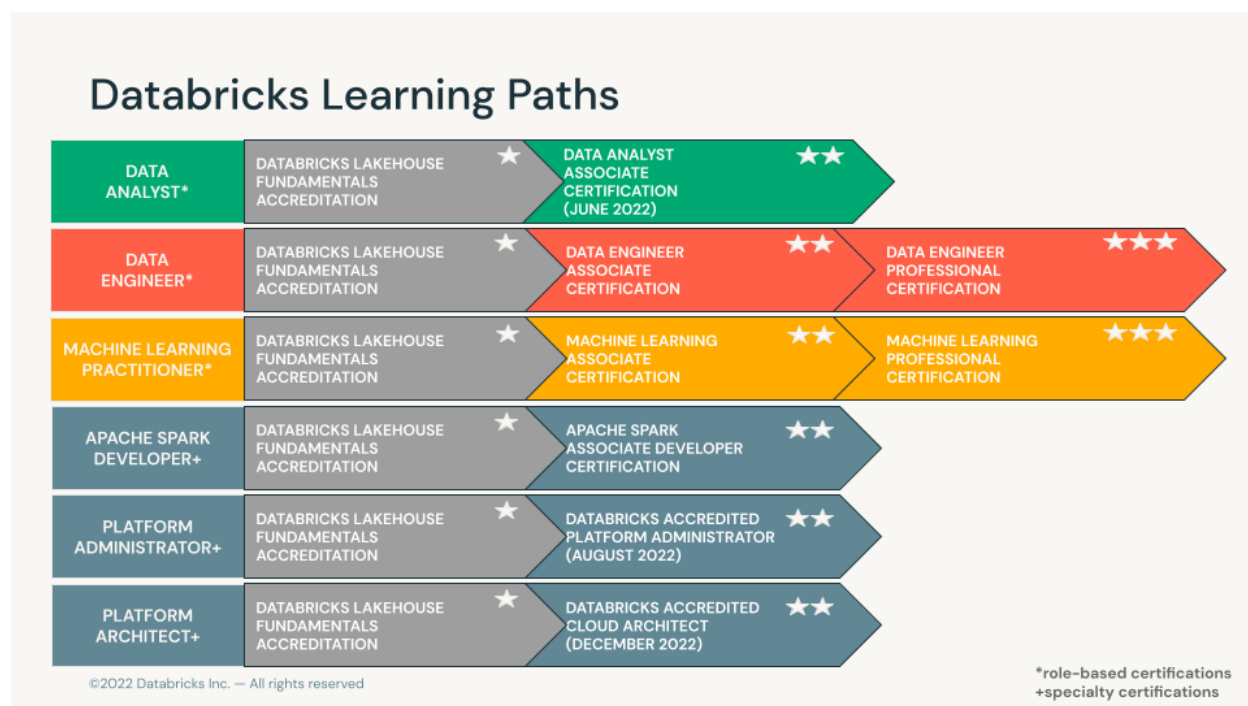 Databricks Learning Paths
DATA
ANALYST*
DATABRICKS LAKEHOUSE
FUNDAMENTALS
ACCREDITATION
DATA ANALYST
ASSOCIATE
CERTIFICATION
(JUNE 2022)
DATA
ENGINEER*
DATABRICKS LAKEHOUSE
FUNDAMENTALS
ACCREDITATION
DATA ENGINEER
ASSOCIATE
CERTIFICATION
DATA ENGINEER
PROFESSIONAL
CERTIFICATION
MACHINE LEARNING
PRACTITIONER*
DATABRICKS LAKEHOUSE
FUNDAMENTALS
ACCREDITATION
MACHINE LEARNING
ASSOCIATE
CERTIFICATION
MACHINE LEARNING
PROFESSIONAL
CERTIFICATION
APACHE SPARK
DEVELOPER+
DATABRICKS LAKEHOUSE
FUNDAMENTALS
ACCREDITATION
APACHE SPARK
ASSOCIATE DEVELOPER
CERTIFICATION
PLATFORM
ADMINISTRATOR+
DATABRICKS LAKEHOUSE
FUNDAMENTALS
ACCREDITATION
DATABRICKS ACCREDITED
PLATFORM ADMINISTRATOR
(AUGUST 2022)
PLATFORM
ARCHITECT+
DATABRICKS LAKEHOUSE
FUNDAMENTALS
ACCREDITATION
DATABRICKS ACCREDITED
CLOUD ARCHITECT
(DECEMBER 2022)
©2022 Databricks Inc. — All rights reserved
*role-based certifications
+specialty certifications